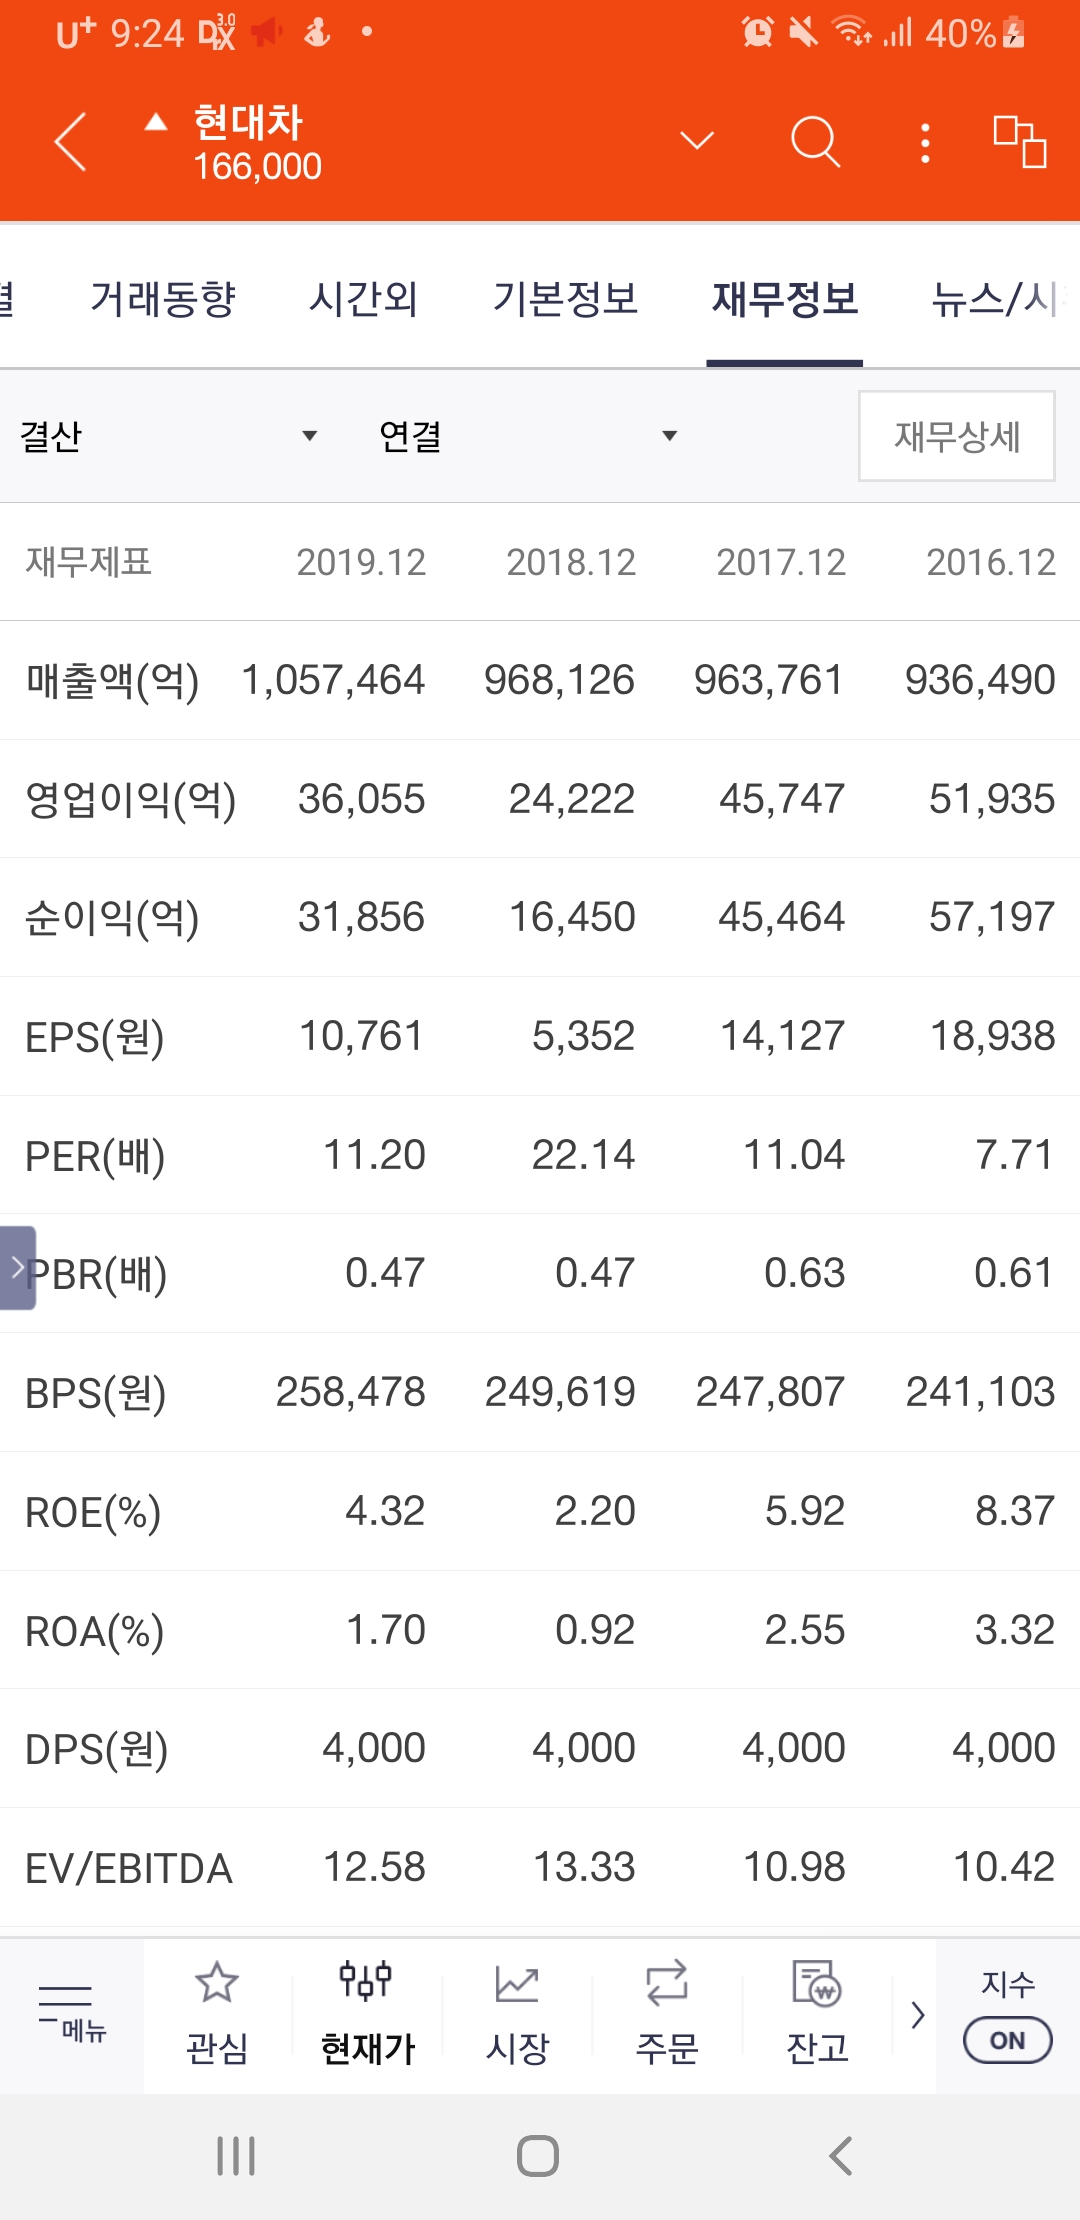 U+ 9:24 DX 3.0 40%
현대차
166,000
거래동향 시간외 기본정보 재무정보 뉴스/시
결산 연결 재무상세
재무제표 2019.12 2018.12 2017.12 2016.12
매출액(억) 1,057,464 968,126 963,761 936,490
영업이익(억) 36,055 24,222 45,747 51,935
순이익(억) 31,856 16,450 45,464 57,197
EPS(원) 10,761 5,352 14,127 18,938
PER(배) 11.20 22.14 11.04 7.71
PBR(배) 0.47 0.47 0.63 0.61
BPS(원) 258,478 249,619 247,807 241,103
ROE(%) 4.32 2.20 5.92 8.37
ROA(%) 1.70 0.92 2.55 3.32
DPS(원) 4,000 4,000 4,000 4,000
EV/EBITDA 12.58 13.33 10.98 10.42
메뉴 관심 현재가 시장 주문 잔고 지수
ON